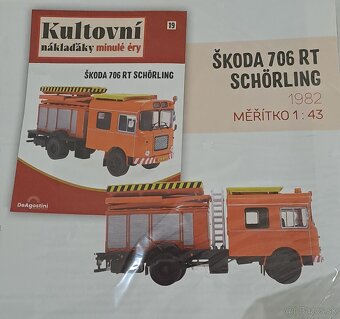 19
Kultovní
náklaďáky minulé éry
ŠKODA 706 RT SCHÖRLING
DeAgostini
ŠKODA 706 RT
SCHÖRLING
1982
MĚŘÍTKO 1 : 43